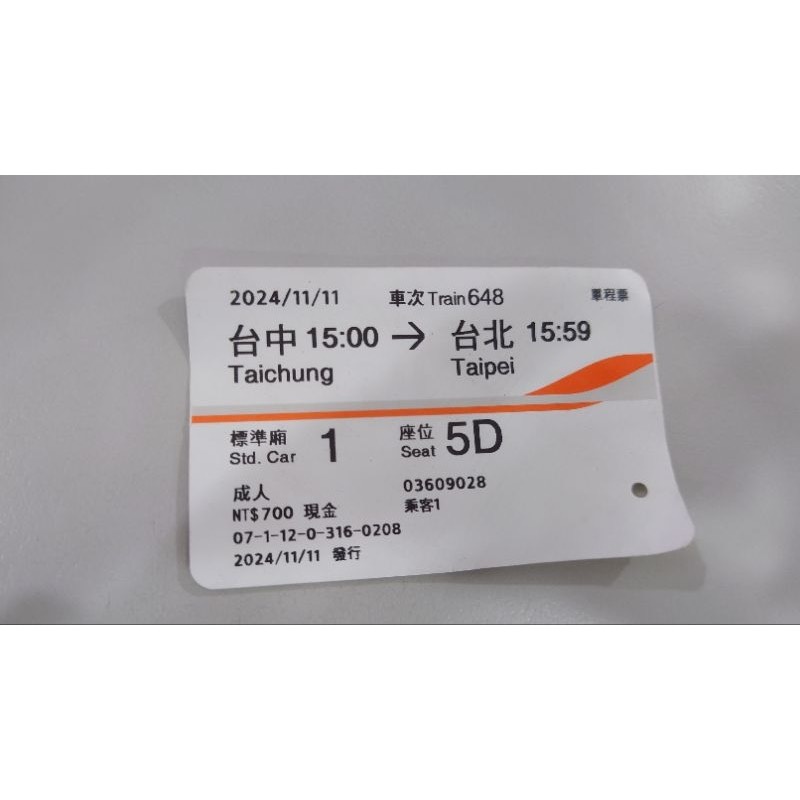 2024/11/11 車次 Train 648 單程票
台中 15:00 → 台北 15:59
Taichung Taipei
標準廂 1 座位 5D
Std. Car Seat
成人 03609028
NT$700 現金 乘客1
07-1-12-0-316-0208
2024/11/11 發行